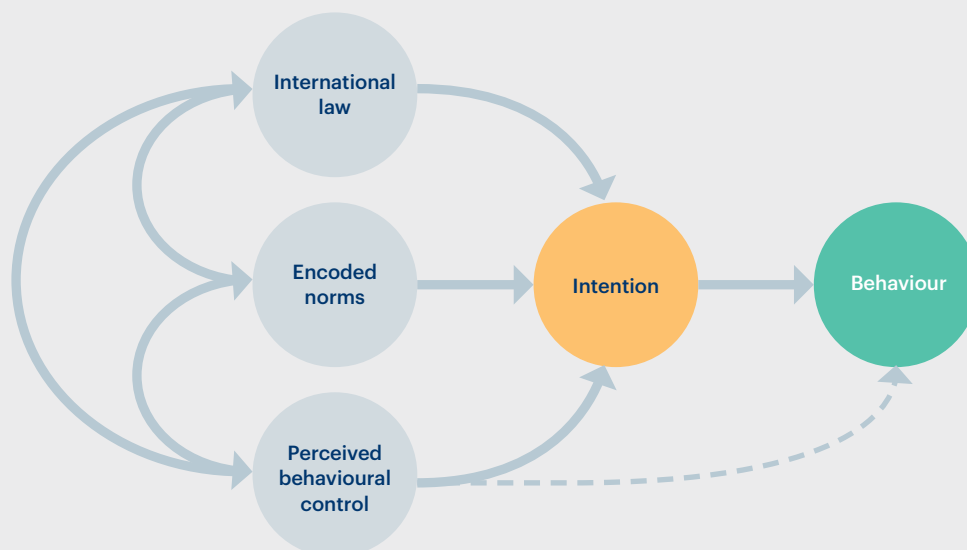 International
law
Encoded
norms
Intention
Behaviour
Perceived
behavioural
control